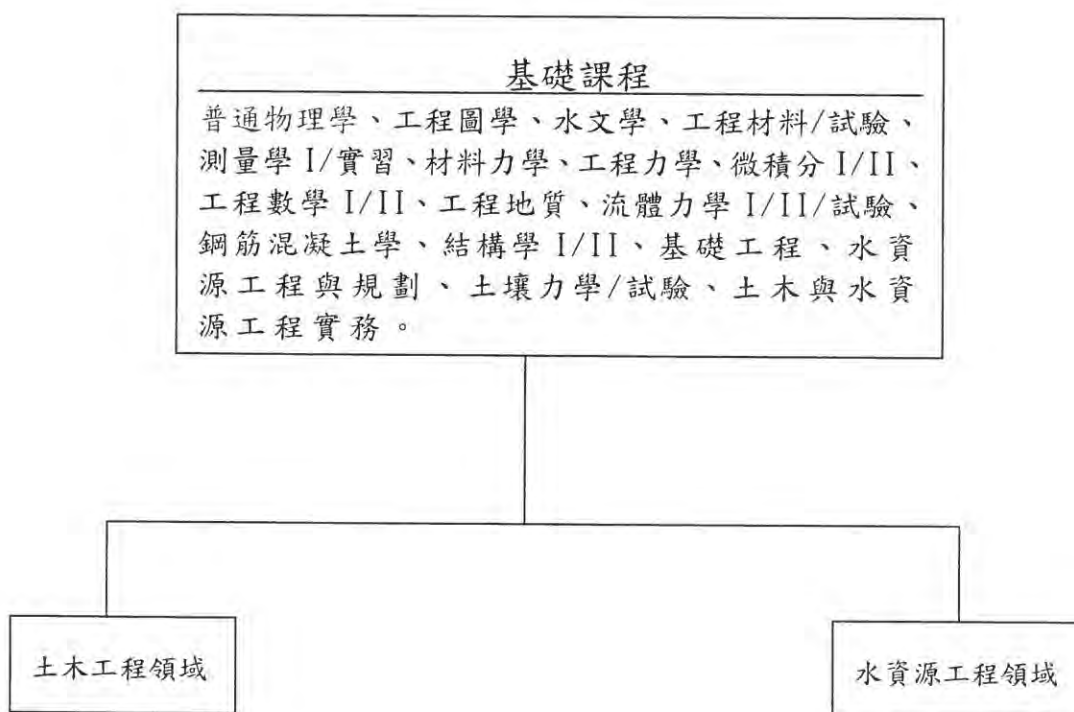 基礎課程
普通物理學、工程圖學、水文學、工程材料/試驗、
測量學 I/實習、材料力學、工程力學、微積分 I/II、
工程數學 I/II、工程地質、流體力學 I/II/試驗、
鋼筋混凝土學、結構學 I/II、基礎工程、水資
源工程與規劃、土壤力學/試驗、土木與水資
源工程實務。
土木工程領域
水資源工程領域